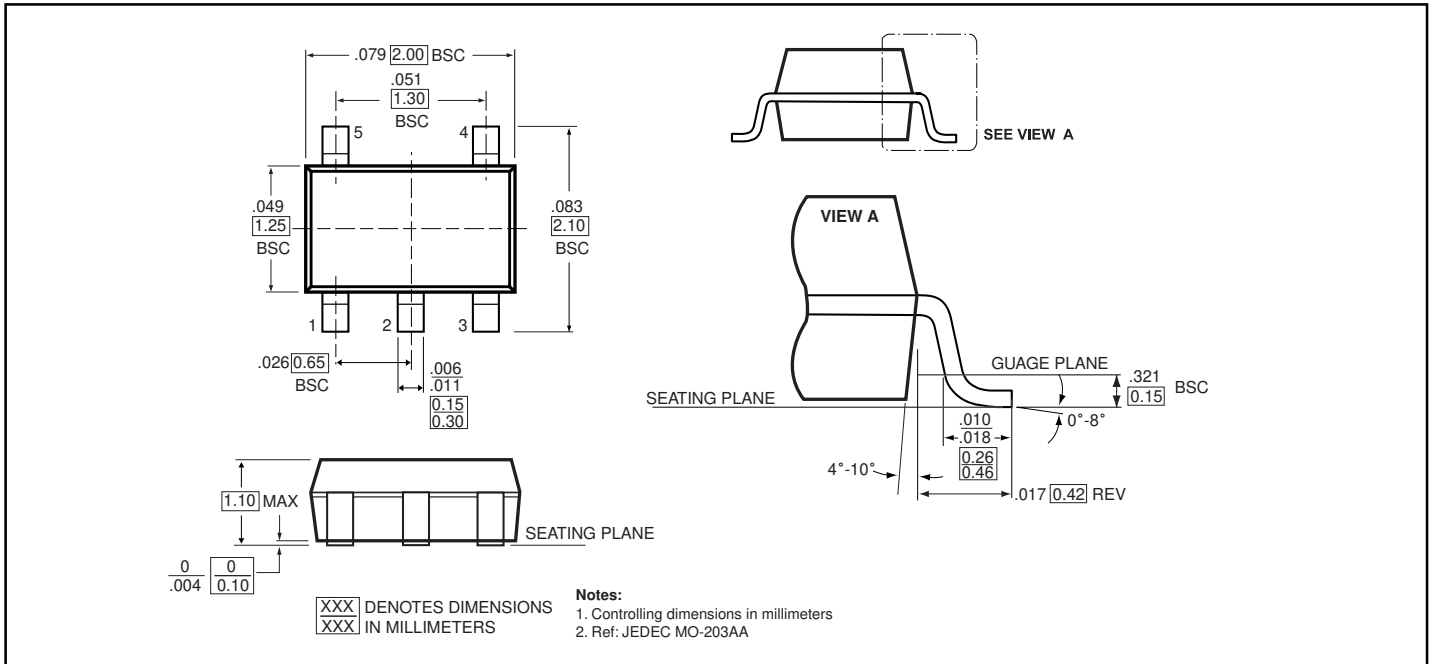 .079 2.00 BSC
.051
1.30
BSC
5
4
.049
1.25
BSC
.083
2.10
BSC
1
2
3
.026 0.65
BSC
.006
.011
0.15
0.30
1.10 MAX
SEATING PLANE
0
.004
0
0.10
XXX DENOTES DIMENSIONS
XXX IN MILLIMETERS
Notes:
1. Controlling dimensions in millimeters
2. Ref: JEDEC MO-203AA
SEE VIEW A
VIEW A
GUAGE PLANE
.321
0.15
BSC
SEATING PLANE
0°-8°
.010
.018
0.26
0.46
4°-10°
.017 0.42 REV